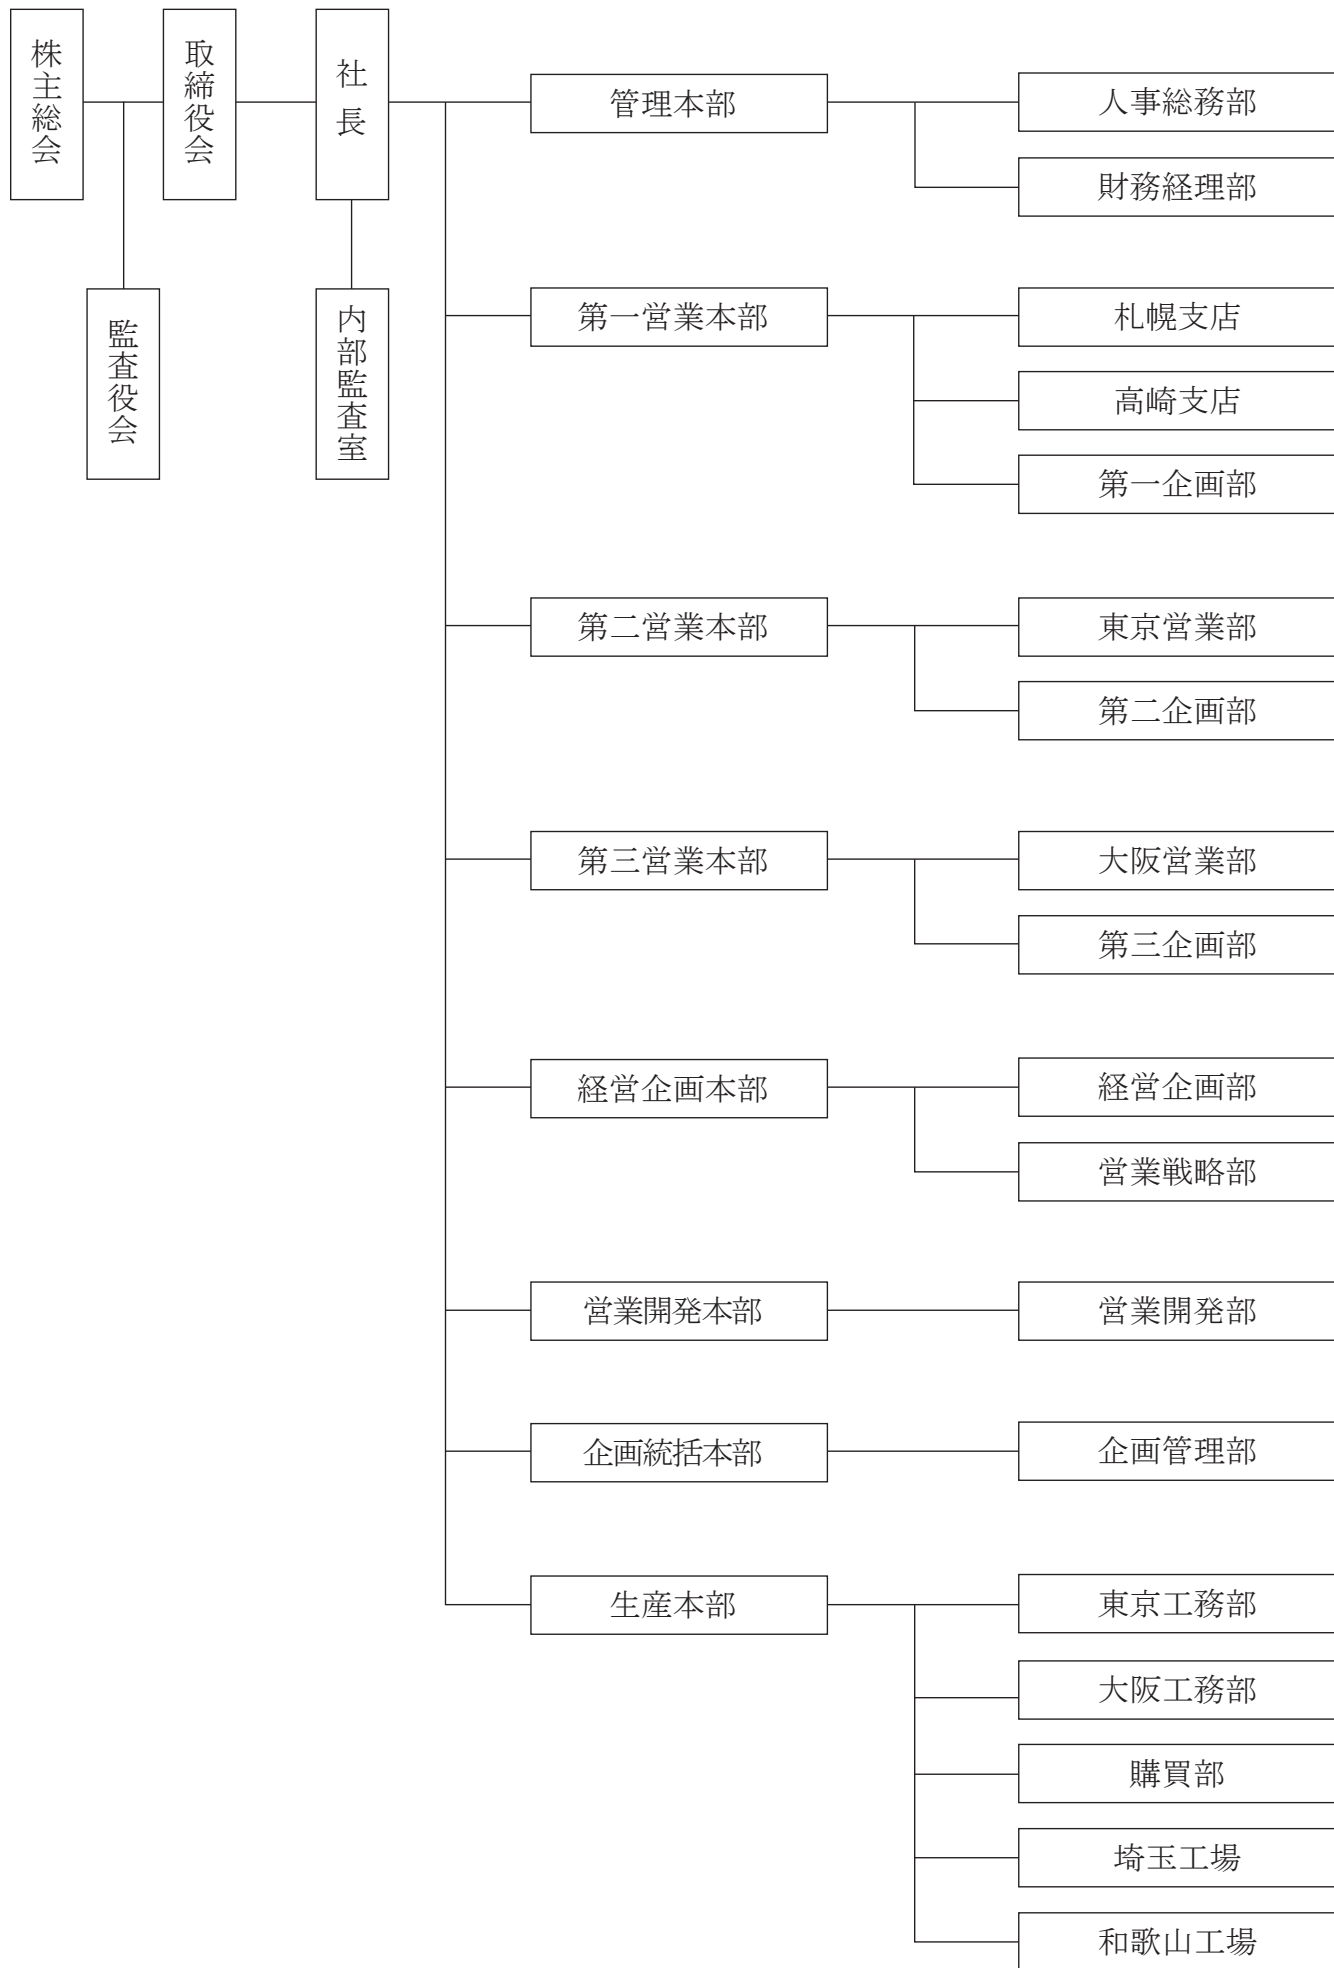 株主総会
取締役会
社長
監査役会
内部監査室
管理本部
人事総務部
財務経理部
第一営業本部
札幌支店
高崎支店
第一企画部
第二営業本部
東京営業部
第二企画部
第三営業本部
大阪営業部
第三企画部
経営企画本部
経営企画部
営業戦略部
営業開発本部
営業開発部
企画統括本部
企画管理部
生産本部
東京工務部
大阪工務部
購買部
埼玉工場
和歌山工場